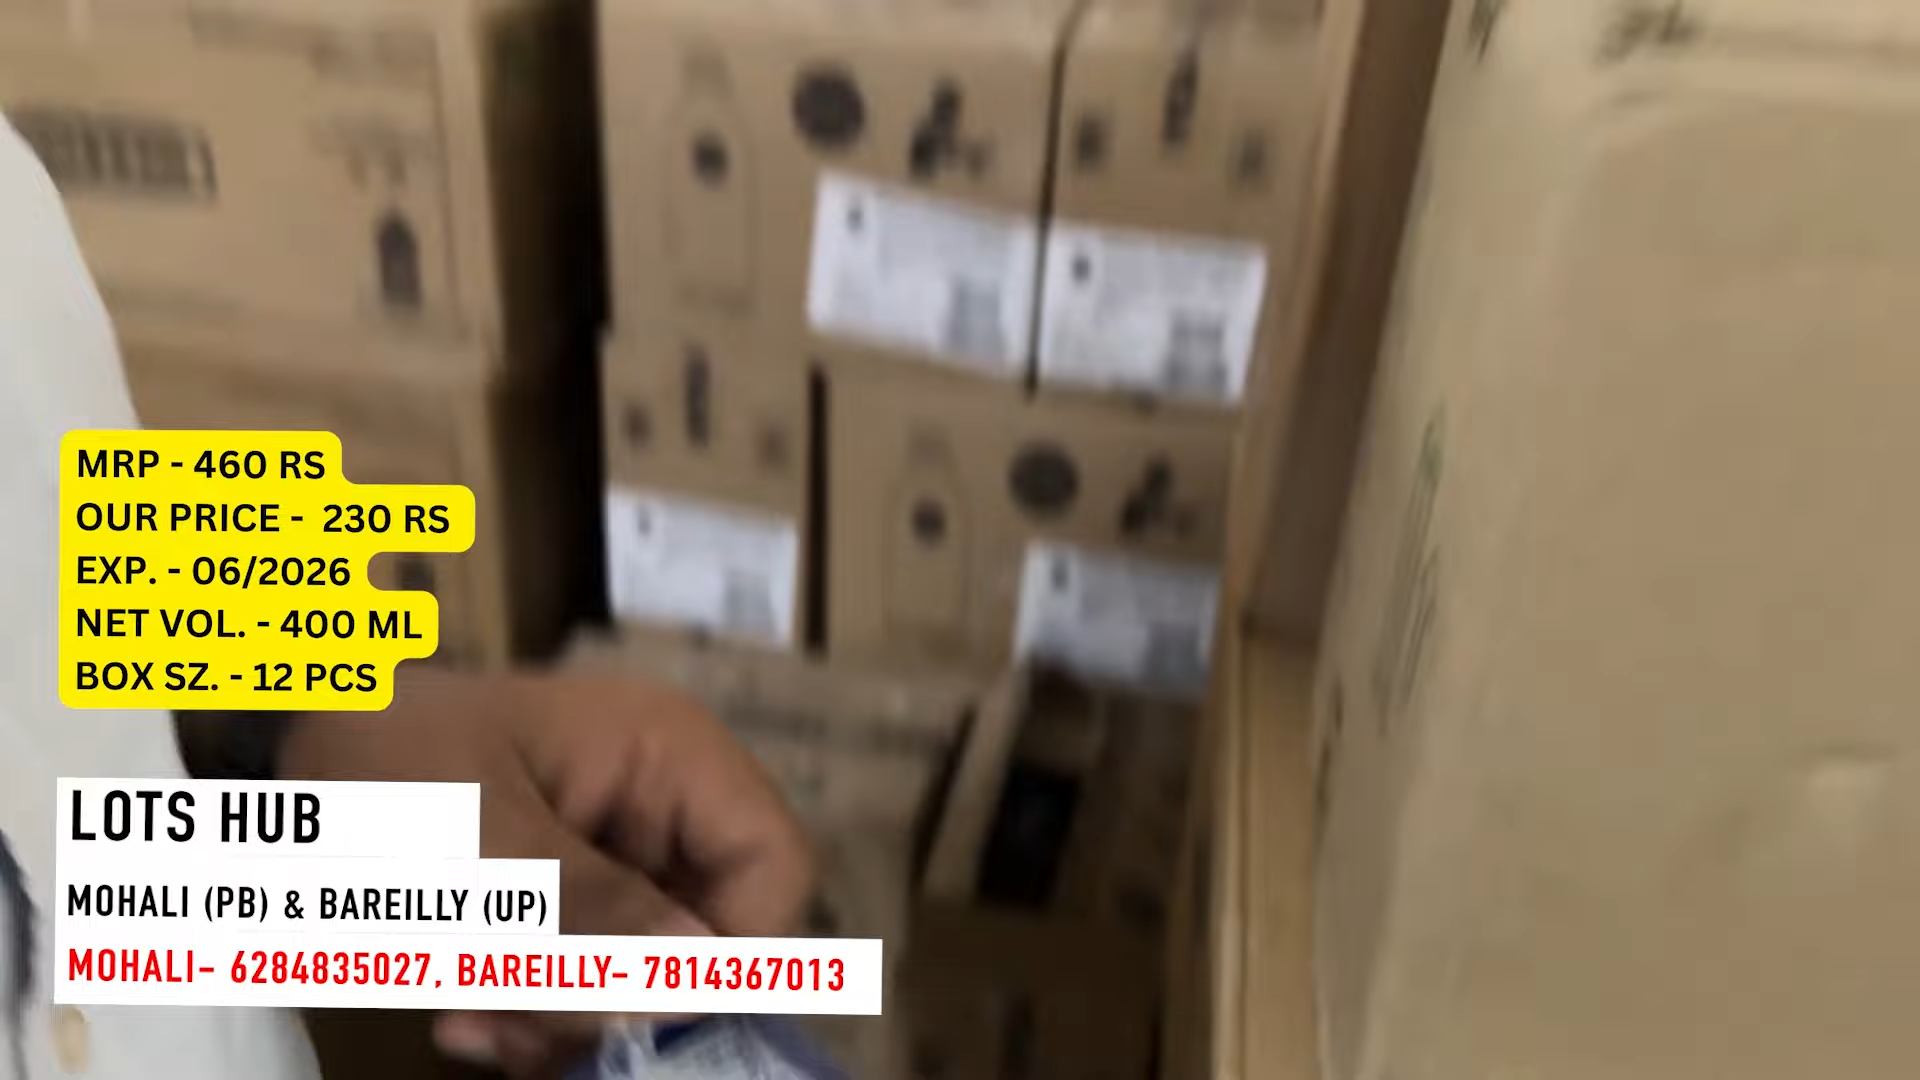 MRP - 460 RS
OUR PRICE - 230 RS
EXP. - 06/2026
NET VOL. - 400 ML
BOX SZ. - 12 PCS
LOTS HUB
MOHALI (PB) & BAREILLY (UP)
MOHALI- 6284835027, BAREILLY- 7814367013